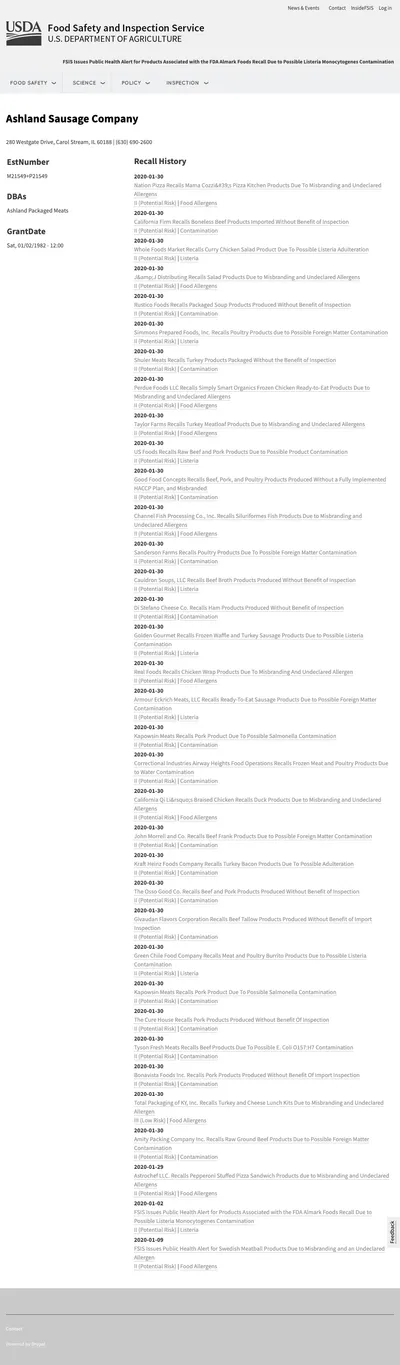 News & Events Contact InsideFSIS Log in
USDA
Food Safety and Inspection Service
U.S. DEPARTMENT OF AGRICULTURE
FSIS Issues Public Health Alert for Products Associated with the FDA Almark Foods Recall Due to Possible Listeria Monocytogenes Contamination
FOOD SAFETY SCIENCE POLICY INSPECTION
Ashland Sausage Company
280 Westgate Drive, Carol Stream, IL 60188 | (630) 690-2600
EstNumber
M21549+P21549
DBAs
Ashland Packaged Meats
GrantDate
Sat, 01/02/1982 - 12:00
Recall History
2020-01-30
Nation Pizza Recalls Mama Cozzi&#39;s Pizza Kitchen Products Due To Misbranding and Undeclared
Allergens
II (Potential Risk) | Food Allergens
2020-01-30
California Firm Recalls Boneless Beef Products Imported Without Benefit of Inspection
II (Potential Risk) | Contamination
2020-01-30
Whole Foods Market Recalls Curry Chicken Salad Product Due To Possible Listeria Adulteration
II (Potential Risk) | Listeria
2020-01-30
J&amp;J Distributing Recalls Salad Products Due to Misbranding and Undeclared Allergens
II (Potential Risk) | Food Allergens
2020-01-30
Recalls Packaged Soup Products Produced Without Benefit of Inspection
II (Potential Risk) | Contamination
2020-01-30
Simmons Prepared Foods, Inc. Recalls Poultry Products due to Possible Foreign Matter Contamination
II (Potential Risk) | Listeria
2020-01-30
Shuler Meats Recalls Turkey Products Packaged Without the Benefit of Inspection
II (Potential Risk) | Contamination
2020-01-30
Perdue Foods LLC Recalls Simply Smart Organics Frozen Chicken Ready-to-Eat Products Due to
Misbranding and Undeclared Allergens
II (Potential Risk) | Food Allergens
2020-01-30
Taylor Farms Recalls Turkey Meatloaf Products Due to Misbranding and Undeclared Allergens
II (Potential Risk) | Food Allergens
2020-01-30
US Foods Recalls Raw Beef and Pork Products Due to Possible Product Contamination
II (Potential Risk) | Listeria
2020-01-30
Good Food Concepts Recalls Beef, Pork, and Poultry Products Produced Without a Fully Implemented
HACCP Plan, and Misbranded
II (Potential Risk) | Contamination
2020-01-30
Channel Fish Processing Co., Inc. Recalls Siluriformes Fish Products Due to Misbranding and
Undeclared Allergens
II (Potential Risk) | Food Allergens
2020-01-30
Sanderson Farms Recalls Poultry Products Due To Possible Foreign Matter Contamination
II (Potential Risk) | Contamination
2020-01-30
Cauldron Soups, LLC Recalls Beef Broth Products Produced Without Benefit of Inspection
II (Potential Risk) | Listeria
2020-01-30
Di Stefano Cheese Co. Recalls Ham Products Produced Without Benefit of Inspection
II (Potential Risk) | Contamination
2020-01-30
Golden Gourmet Recalls Frozen Waffle and Turkey Sausage Products Due to Possible Listeria
Contamination
II (Potential Risk) | Listeria
2020-01-30
Real Foods Recalls Chicken Wrap Products Due To Misbranding And Undeclared Allergen
II (Potential Risk) | Food Allergens
2020-01-30
Armour Eckrich Meats, LLC Recalls Ready-To-Eat Sausage Products Due to Possible Foreign Matter
Contamination
II (Potential Risk) | Listeria
2020-01-30
Kapowsin Meats Recalls Pork Product Due To Possible Salmonella Contamination
II (Potential Risk) | Contamination
2020-01-30
Correctional Industries Airway Heights Food Operations Recalls Frozen Meat and Poultry Products Due
to Water Contamination
II (Potential Risk) | Contamination
2020-01-30
California Qi Li&rsquo;s Brained Chicken Recalls Duck Products Due to Misbranding and Undeclared
Allergens
II (Potential Risk) | Food Allergens
2020-01-30
John Morrell and Co. Recalls Beef Frank Products Due to Possible Foreign Matter Contamination
II (Potential Risk) | Contamination
2020-01-30
Kraft Heinz Foods Company Recalls Turkey Bacon Products Due To Possible Adulteration
II (Potential Risk) | Contamination
2020-01-30
The Ovxo Good Co. Recalls Beef and Pork Products Produced Without Benefit of Inspection
II (Potential Risk) | Contamination
2020-01-30
Givaudan Flavors Corporation Recalls Beef Tallow Products Produced Without Benefit of Import
Inspection
II (Potential Risk) | Contamination
2020-01-30
Green Chile Food Company Recalls Meat and Poultry Burrito Products Due to Possible Listeria
Contamination
II (Potential Risk) | Listeria
2020-01-30
Kapowsin Meats Recalls Pork Product Due To Possible Salmonella Contamination
II (Potential Risk) | Contamination
2020-01-30
The Cure House Recalls Pork Products Produced Without Benefit Of Inspection
II (Potential Risk) | Contamination
2020-01-30
Tyson Fresh Meats Recalls Beef Products Due To Possible E. Coli O157:H7 Contamination
II (Potential Risk) | Contamination
2020-01-30
Bonavista Foods Inc. Recalls Pork Products Produced Without Benefit Of Import Inspection
II (Potential Risk) | Contamination
2020-01-30
Total Packaging of KY, Inc. Recalls Turkey and Cheese Lunch Kits Due to Misbranding and Undeclared
Allergen
III (Low Risk) | Food Allergens
2020-01-30
Amity Packing Company Inc. Recalls Raw Ground Beef Products Due to Possible Foreign Matter
Contamination
II (Potential Risk) | Contamination
2020-01-29
Astrochef LLC. Recalls Pepperoni Stuffed Pizza Sandwich Products due to Misbranding and Undeclared
Allergens
II (Potential Risk) | Food Allergens
2020-01-02
FSIS Issues Public Health Alert for Products Associated with the FDA Almark Foods Recall Due to
Possible Listeria Monocytogenes Contamination
II (Potential Risk) | Listeria
2020-01-09
FSIS Issues Public Health Alert for Swedish Meatball Products Due to Misbranding and an Undeclared
Allergen
II (Potential Risk) | Food Allergens
Feedback
Contact